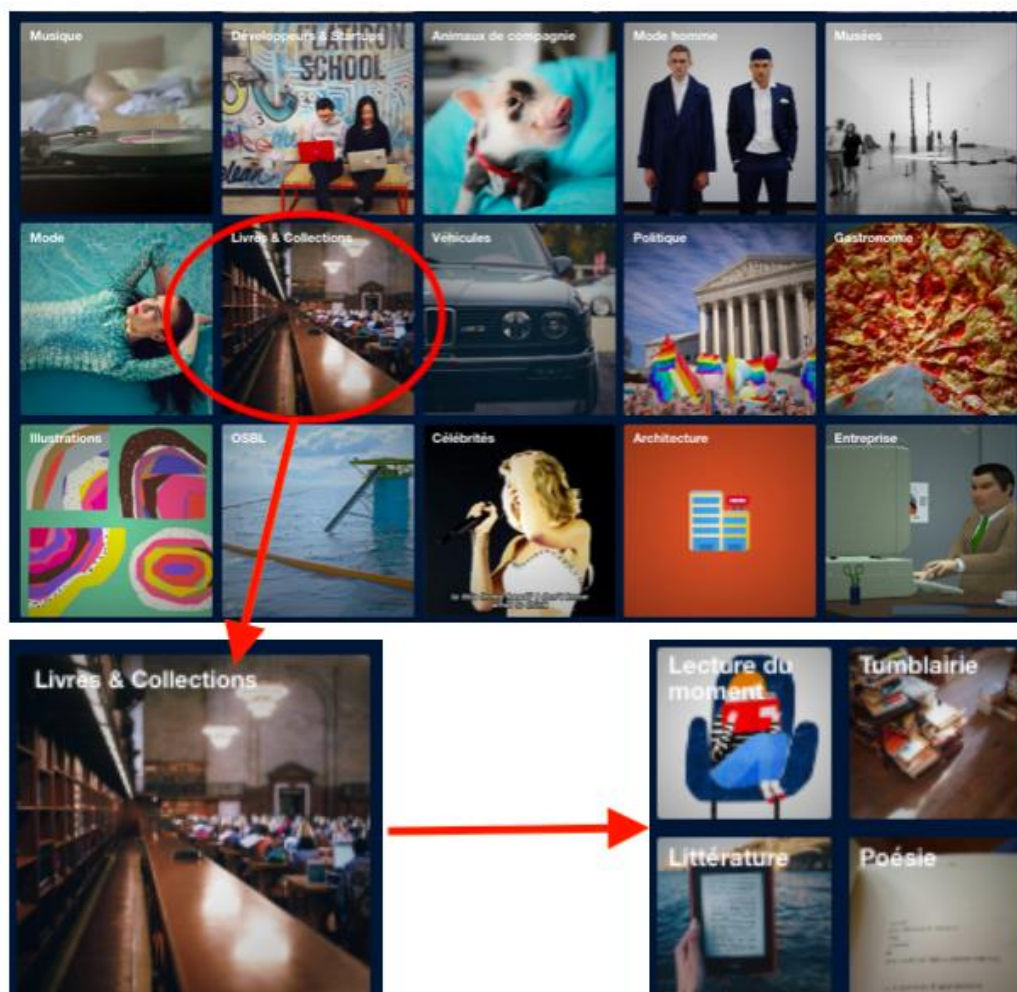 Musique
Développeurs & Startups
Animaux de compagnie
Mode homme
Musées
FLATIRON
SCHOOL
Mode
Livres & Collections
Véhicules
Politique
Gastronomie
Illustrations
OSBL
Célébrités
Architecture
Entreprise
Livres & Collections
Lecture du
moment
Tumblairie
Littérature
Poésie